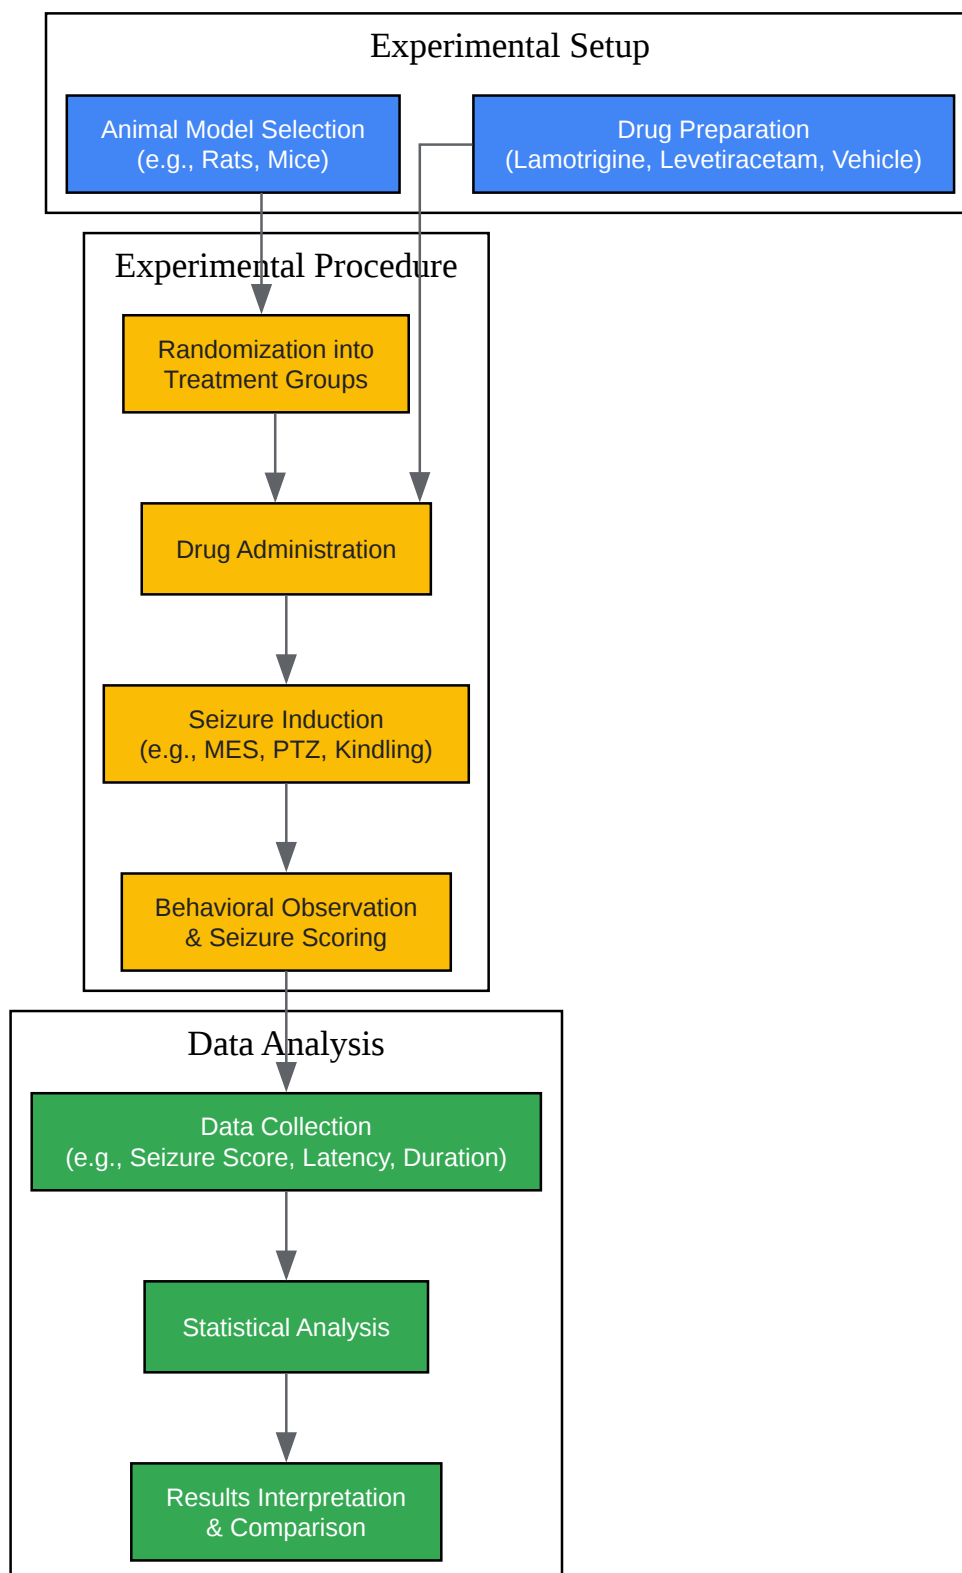 Experimental Setup
Animal Model Selection
(e.g., Rats, Mice)
Drug Preparation
(Lamotrigine, Levetiracetam, Vehicle)
Experimental Procedure
Randomization into
Treatment Groups
Drug Administration
Seizure Induction
(e.g., MES, PTZ, Kindling)
Behavioral Observation
& Seizure Scoring
Data Analysis
Data Collection
(e.g., Seizure Score, Latency, Duration)
Statistical Analysis
Results Interpretation
& Comparison